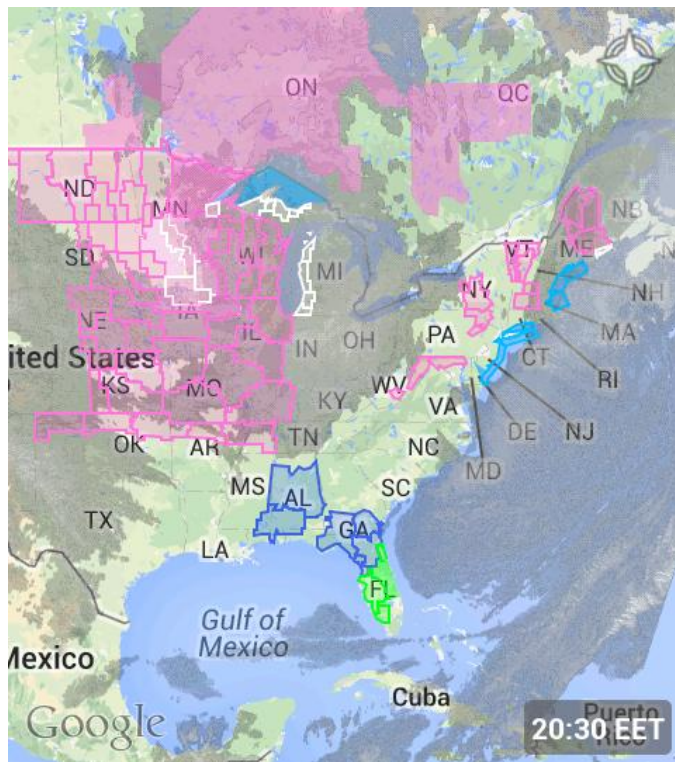 ON
QC
ND
MN
NB
VT
ME
N
SD
WI
MI
NY
NH
NE
IA
IL
IN
OH
PA
MA
CT
RI
ited States
KS
MO
KY
WV
VA
DE
NJ
OK
AR
TN
NC
MD
MS
AL
SC
TX
GA
LA
FL
Gulf of
Mexico
Mexico
Cuba
Puerto
Rico
Google
20:30 EET